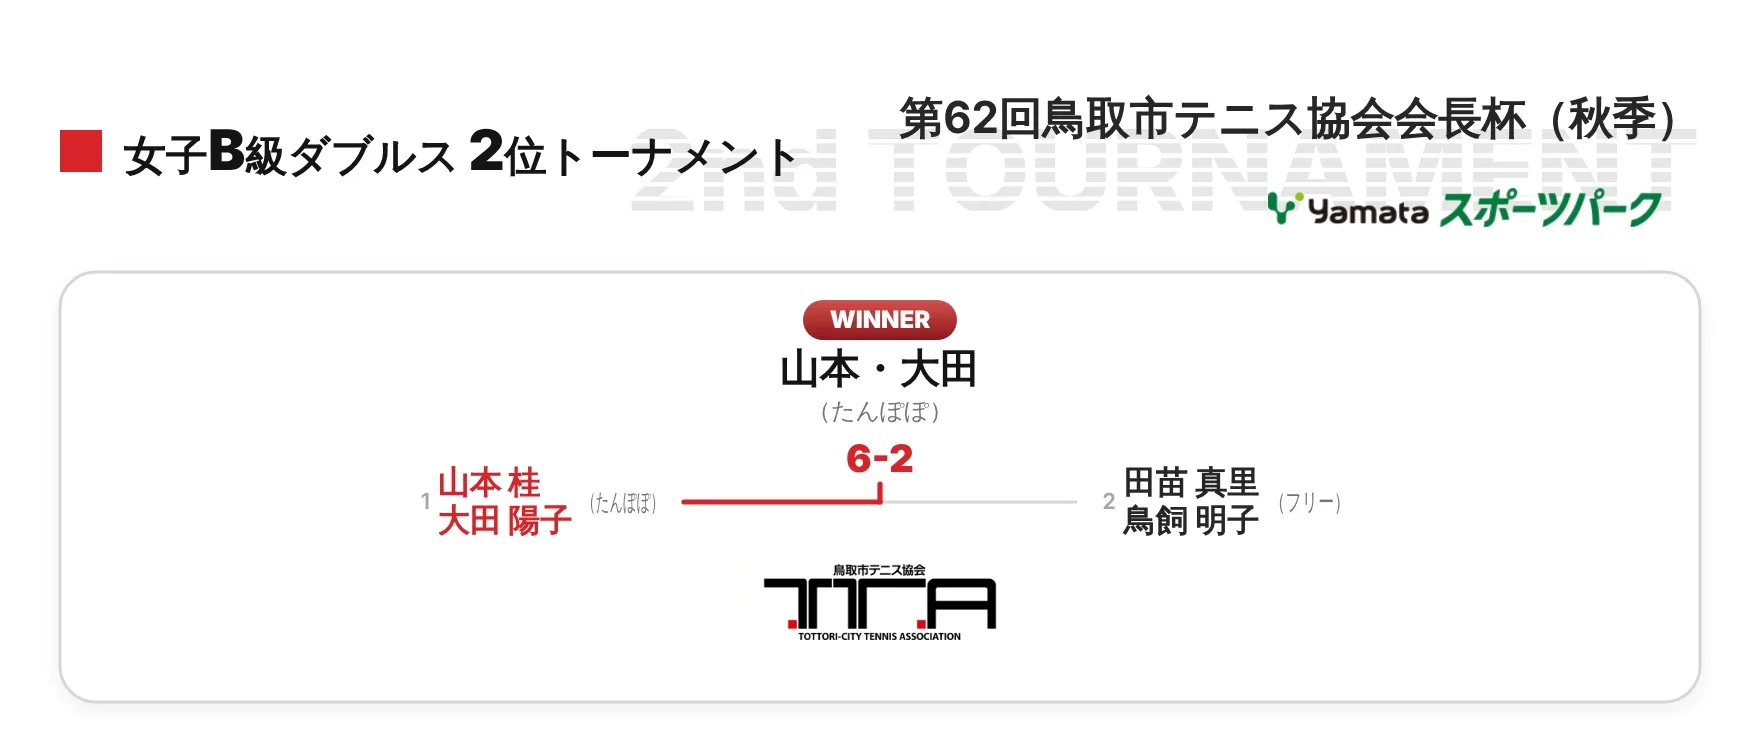 第62回鳥取市テニス協会会長杯（秋季）
女子B級ダブルス 2位トーナメント
2nd TOURNAMENT
Yamata スポーツパーク
WINNER
山本・大田
（たんぽぽ）
6-2
1 山本 桂
大田 陽子
（たんぽぽ）
2 田苗 真里
鳥飼 明子
（フリー）
鳥取市テニス協会
TTA
TOTTORI-CITY TENNIS ASSOCIATION